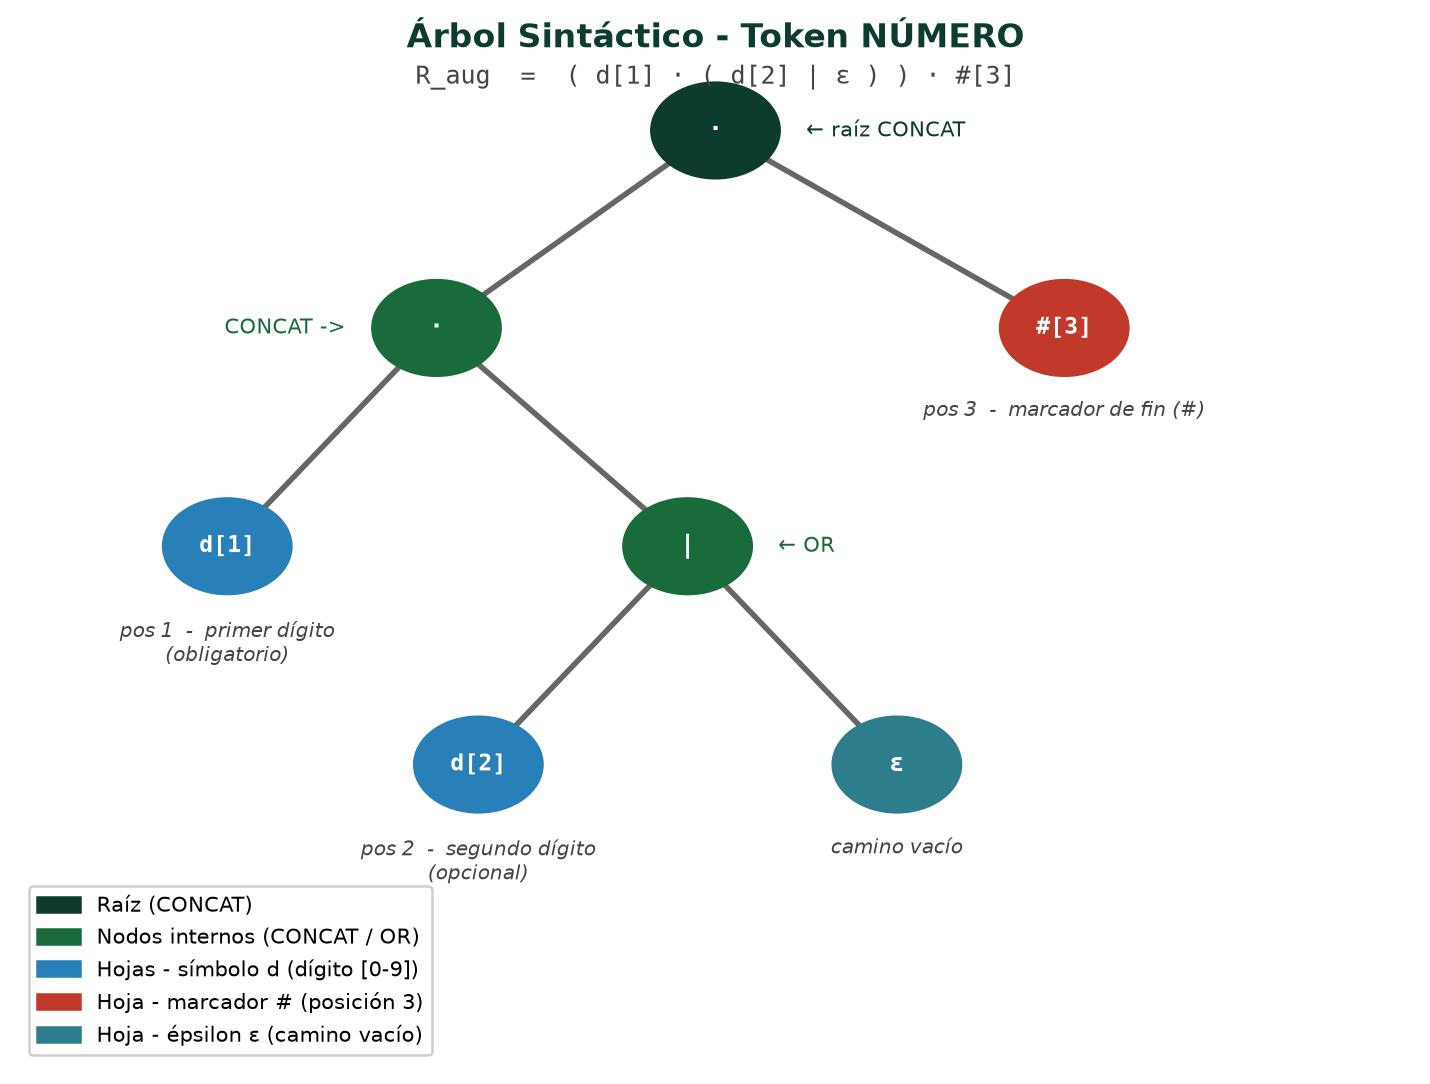 Árbol Sintáctico - Token NÚMERO
R_aug  =  ( d[1] · ( d[2] | ε ) ) · #[3]
·
← raíz CONCAT
CONCAT ->
·
#[3]
pos 3  -  marcador de fin (#)
d[1]
|
← OR
pos 1  -  primer dígito
(obligatorio)
d[2]
ε
pos 2  -  segundo dígito
(opcional)
camino vacío
Raíz (CONCAT)
Nodos internos (CONCAT / OR)
Hojas - símbolo d (dígito [0-9])
Hoja - marcador # (posición 3)
Hoja - épsilon ε (camino vacío)